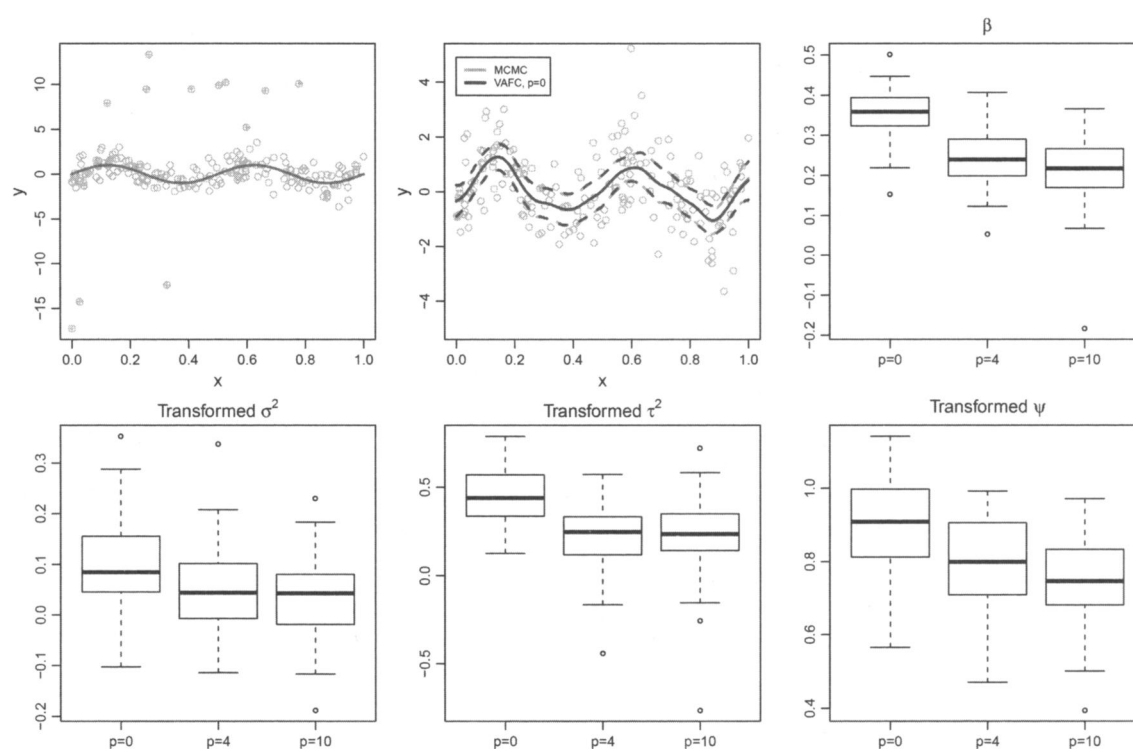 10
5
0
−5
−10
−15
y
0.0 0.2 0.4 0.6 0.8 1.0
x
MCMC
VAFC, p=0
4
2
0
−2
−4
y
0.0 0.2 0.4 0.6 0.8 1.0
x
β
0.5
0.4
0.3
0.2
0.1
0.0
−0.1
−0.2
p=0 p=4 p=10
Transformed σ²
0.3
0.2
0.1
0.0
−0.1
−0.2
p=0 p=4 p=10
Transformed τ²
0.5
0.0
−0.5
p=0 p=4 p=10
Transformed ψ
1.0
0.8
0.6
0.4
p=0 p=4 p=10